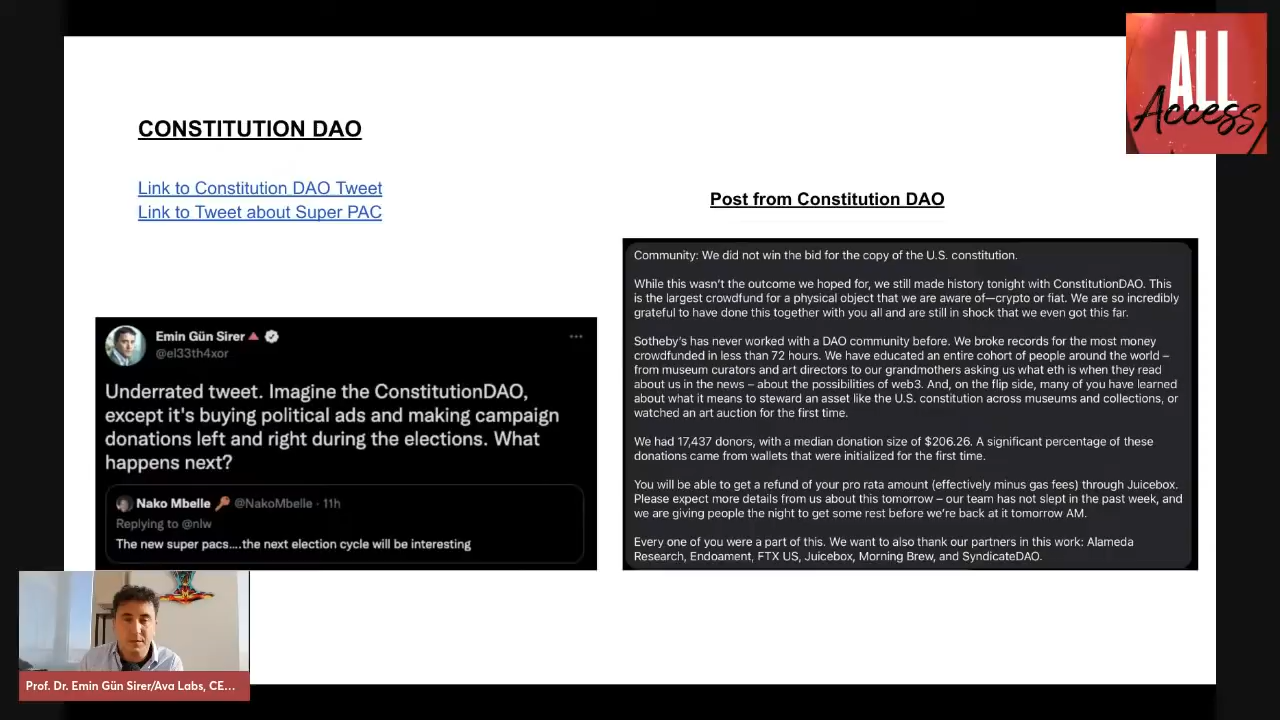 ALL
Access
CONSTITUTION DAO
Link to Constitution DAO Tweet
Link to Tweet about Super PAC
Post from Constitution DAO
Emin Gün Sirer
@el33th4xor
Underrated tweet. Imagine the ConstitutionDAO,
except it's buying political ads and making campaign
donations left and right during the elections. What
happens next?
Nako Mbelle @NakoMbelle · 11h
Replying to @nlw
The new super pacs....the next election cycle will be interesting
Community: We did not win the bid for the copy of the U.S. constitution.
While this wasn't the outcome we hoped for, we still made history tonight with ConstitutionDAO. This
is the largest crowdfund for a physical object that we are aware of—crypto or fiat. We are so incredibly
grateful to have done this together with you all and are still in shock that we even got this far.
Sotheby's has never worked with a DAO community before. We broke records for the most money
crowdfunded in less than 72 hours. We have educated an entire cohort of people around the world –
from museum curators and art directors to our grandmothers asking us what eth is when they read
about us in the news – about the possibilities of web3. And, on the flip side, many of you have learned
about what it means to steward an asset like the U.S. constitution across museums and collections, or
watched an art auction for the first time.
We had 17,437 donors, with a median donation size of $206.26. A significant percentage of these
donations came from wallets that were initialized for the first time.
You will be able to get a refund of your pro rata amount (effectively minus gas fees) through Juicebox.
Please expect more details from us about this tomorrow – our team has not slept in the past week, and
we are giving people the night to get some rest before we're back at it tomorrow AM.
Every one of you were a part of this. We want to also thank our partners in this work: Alameda
Research, Endoament, FTX US, Juicebox, Morning Brew, and SyndicateDAO.
Prof. Dr. Emin Gün Sirer/Ava Labs, CE...